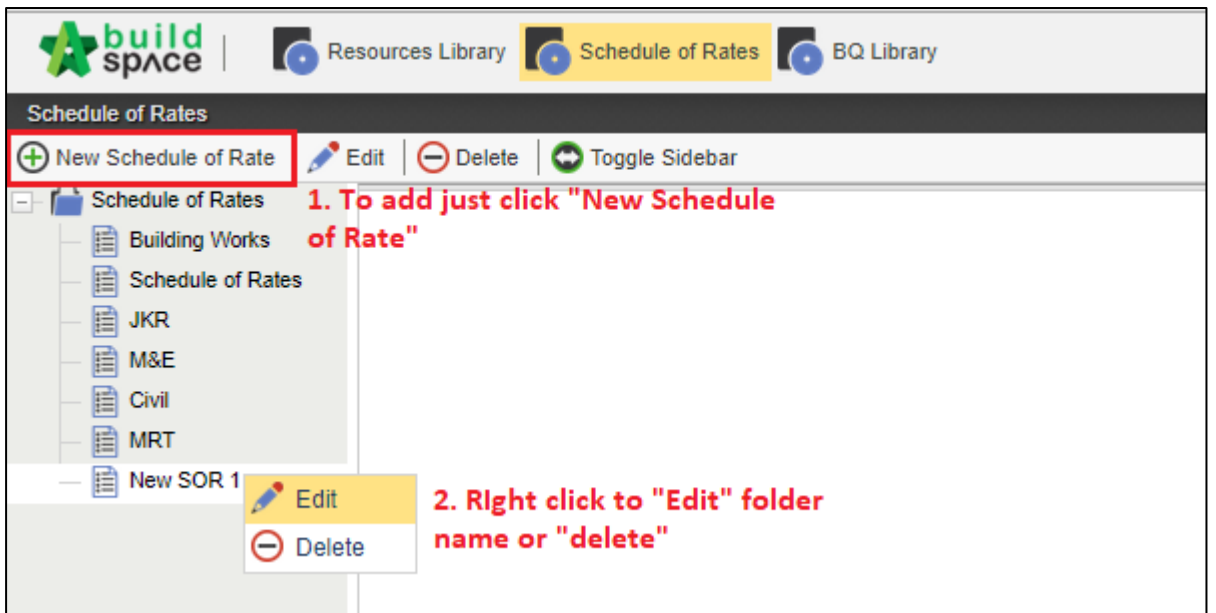 build
spʌce
Resources Library
Schedule of Rates
BQ Library
Schedule of Rates
New Schedule of Rate
Edit
Delete
Toggle Sidebar
Schedule of Rates
1. To add just click "New Schedule
of Rate"
Building Works
Schedule of Rates
JKR
M&E
Civil
MRT
New SOR 1
Edit
Delete
2. RIght click to "Edit" folder
name or "delete"